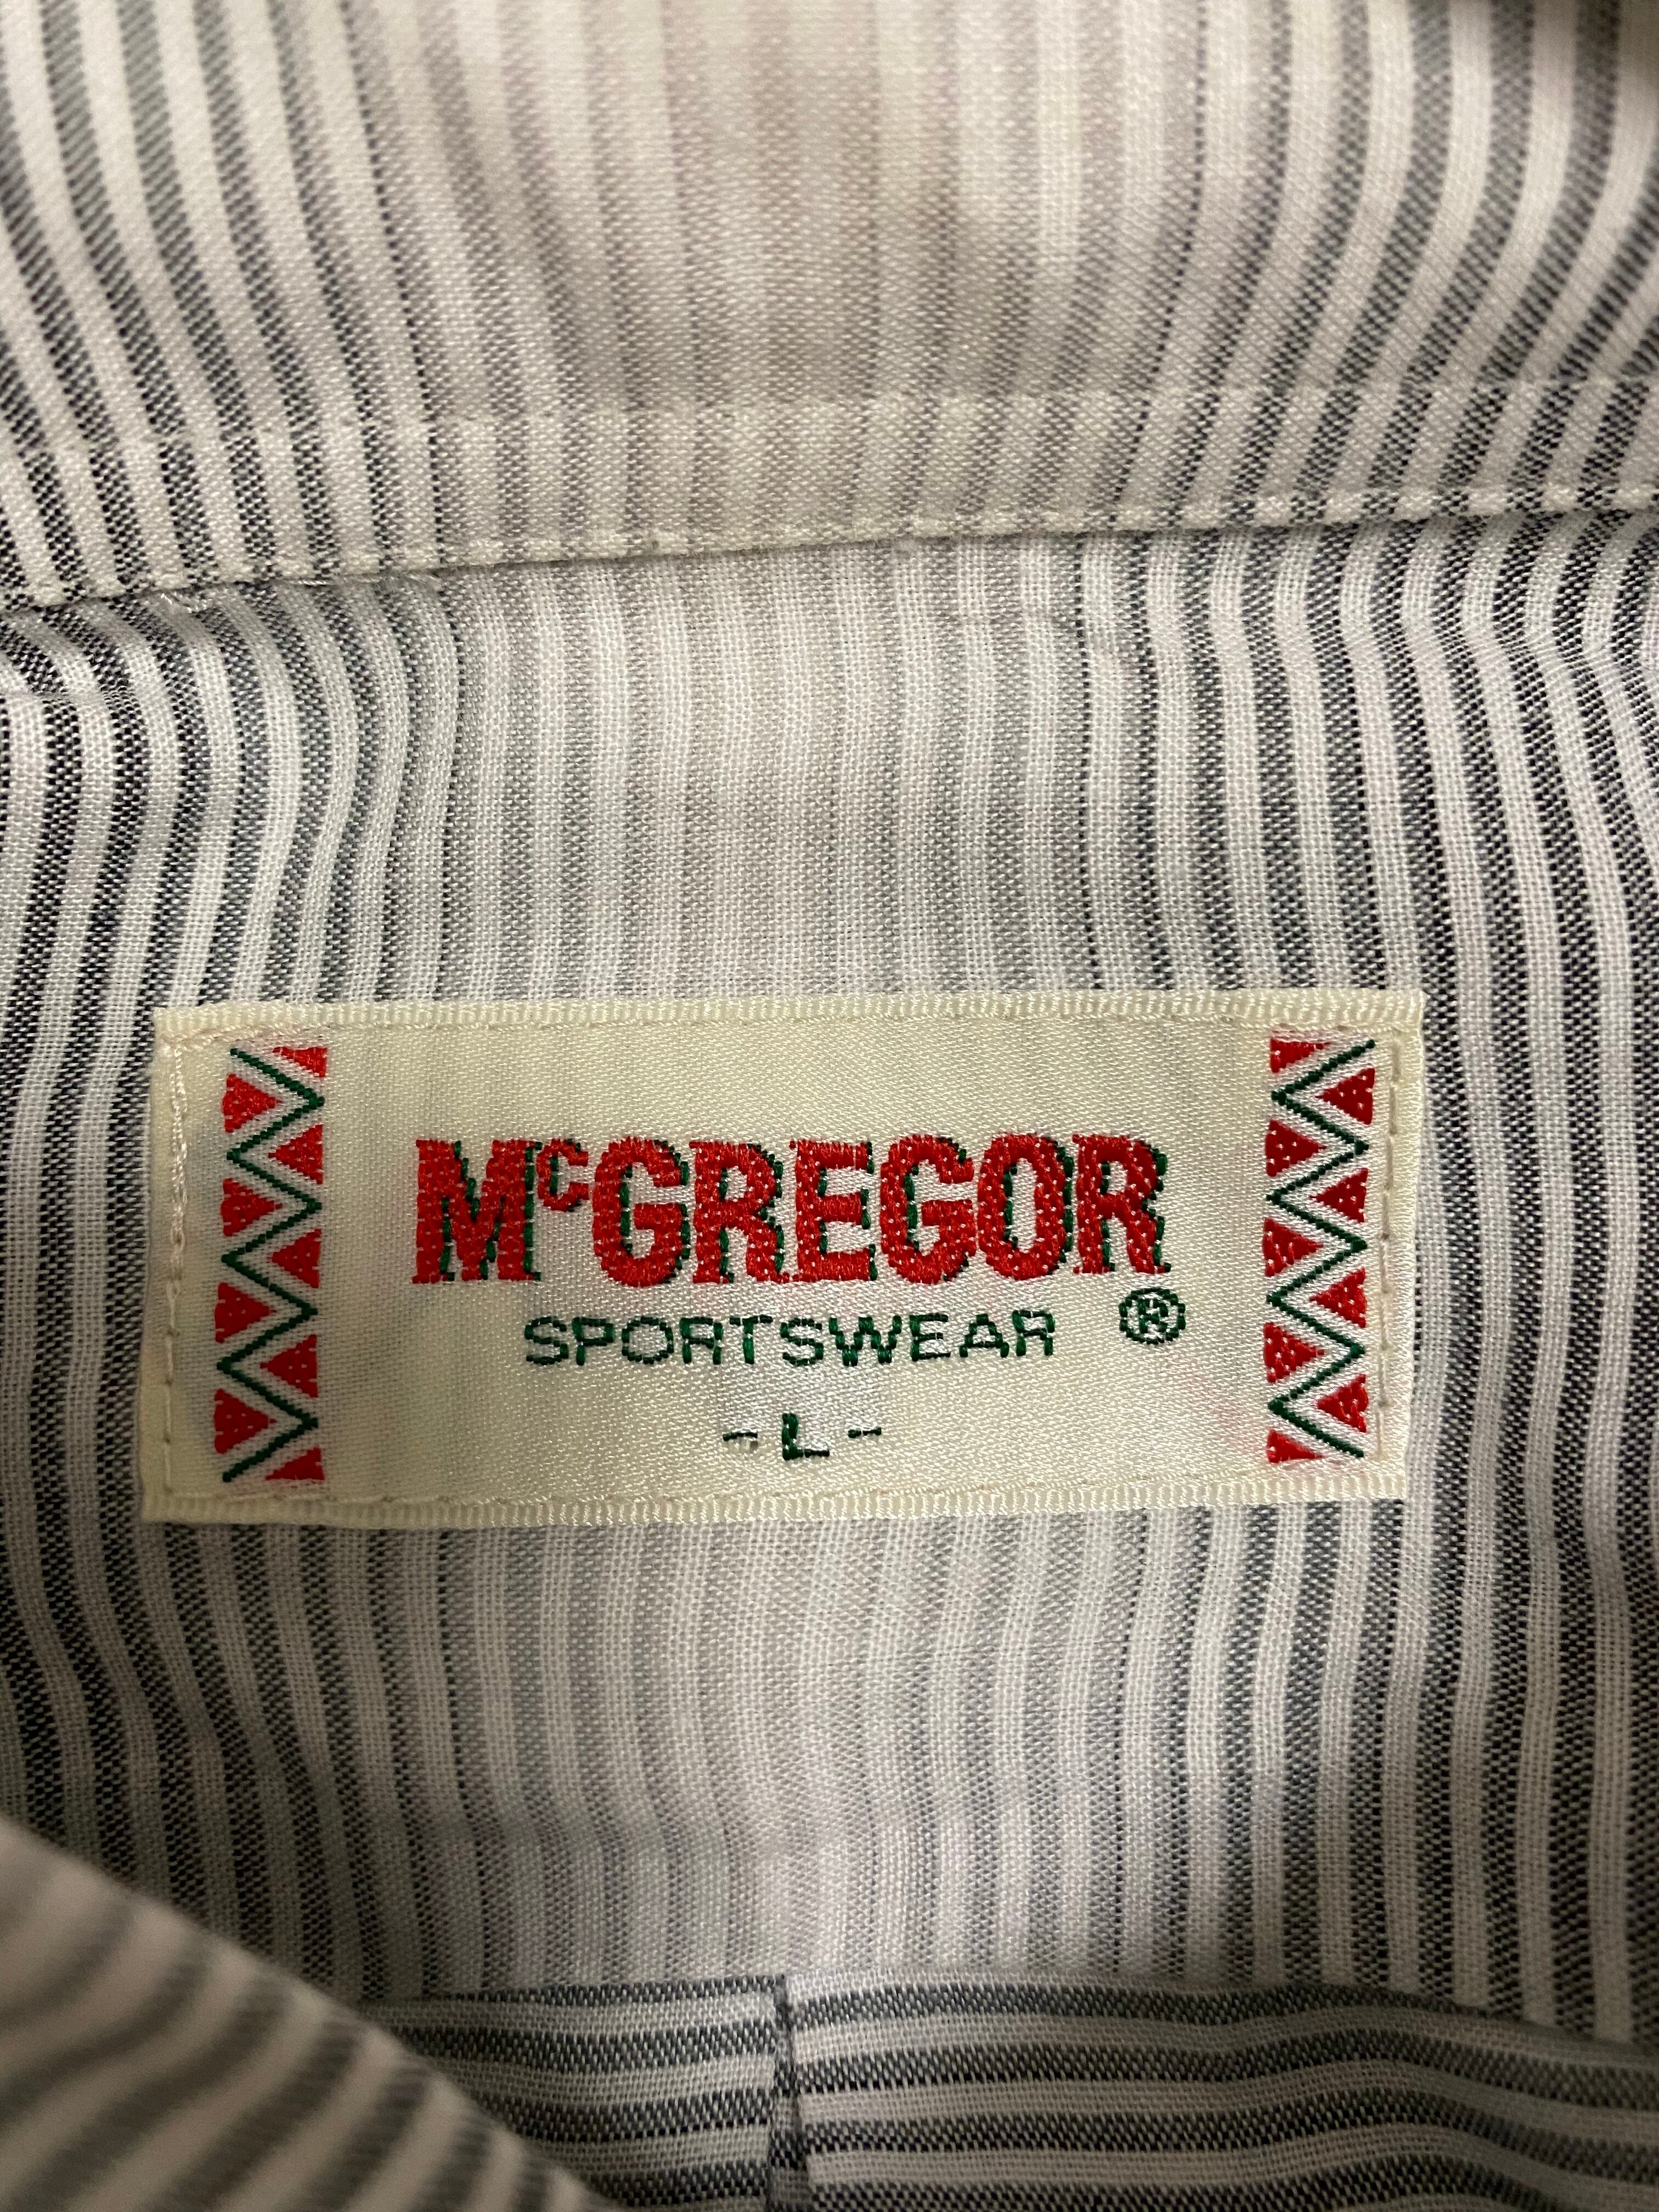 McGREGOR
SPORTSWEAR ®
- L -